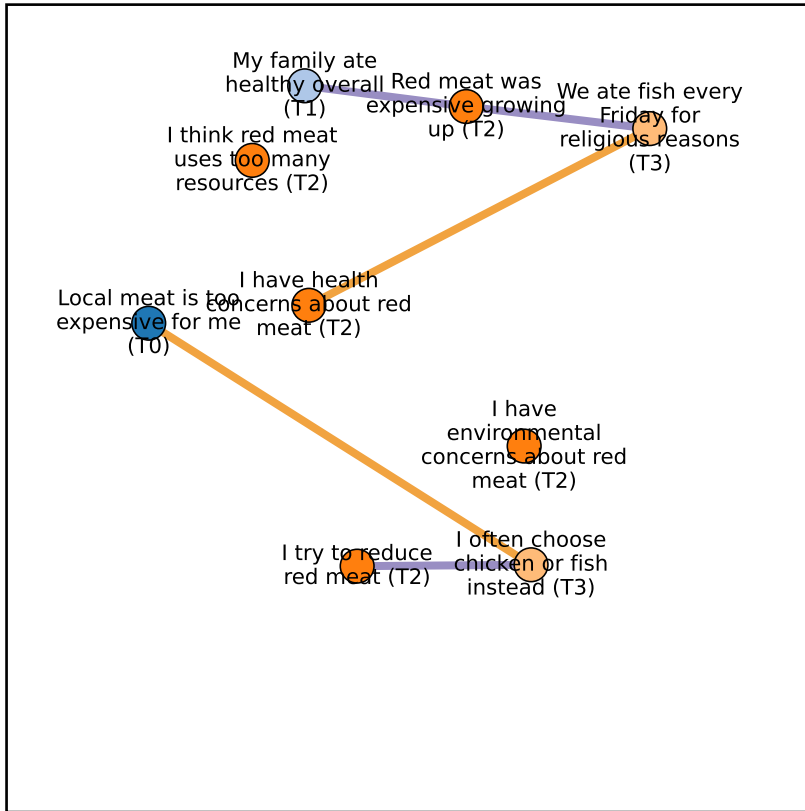 My family ate
healthy overall
(T1)
Red meat was
expensive growing
up (T2)
We ate fish every
Friday for
religious reasons
(T3)
I think red meat
uses too many
resources (T2)
I have health
concerns about red
meat (T2)
Local meat is too
expensive for me
(T0)
I have
environmental
concerns about red
meat (T2)
I try to reduce
red meat (T2)
I often choose
chicken or fish
instead (T3)